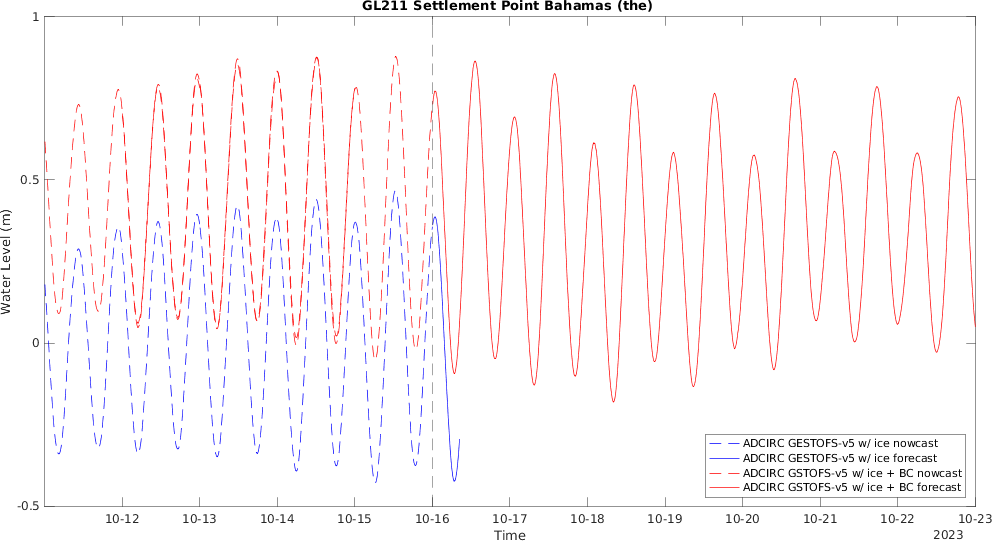 GL211 Settlement Point Bahamas (the)
1
0.5
0
-0.5
Water Level (m)
10-12 10-13 10-14 10-15 10-16 10-17 10-18 10-19 10-20 10-21 10-22 10-23
Time
2023
ADCIRC GESTOFS-v5 w/ ice nowcast
ADCIRC GESTOFS-v5 w/ ice forecast
ADCIRC GSTOFS-v5 w/ ice + BC nowcast
ADCIRC GSTOFS-v5 w/ ice + BC forecast